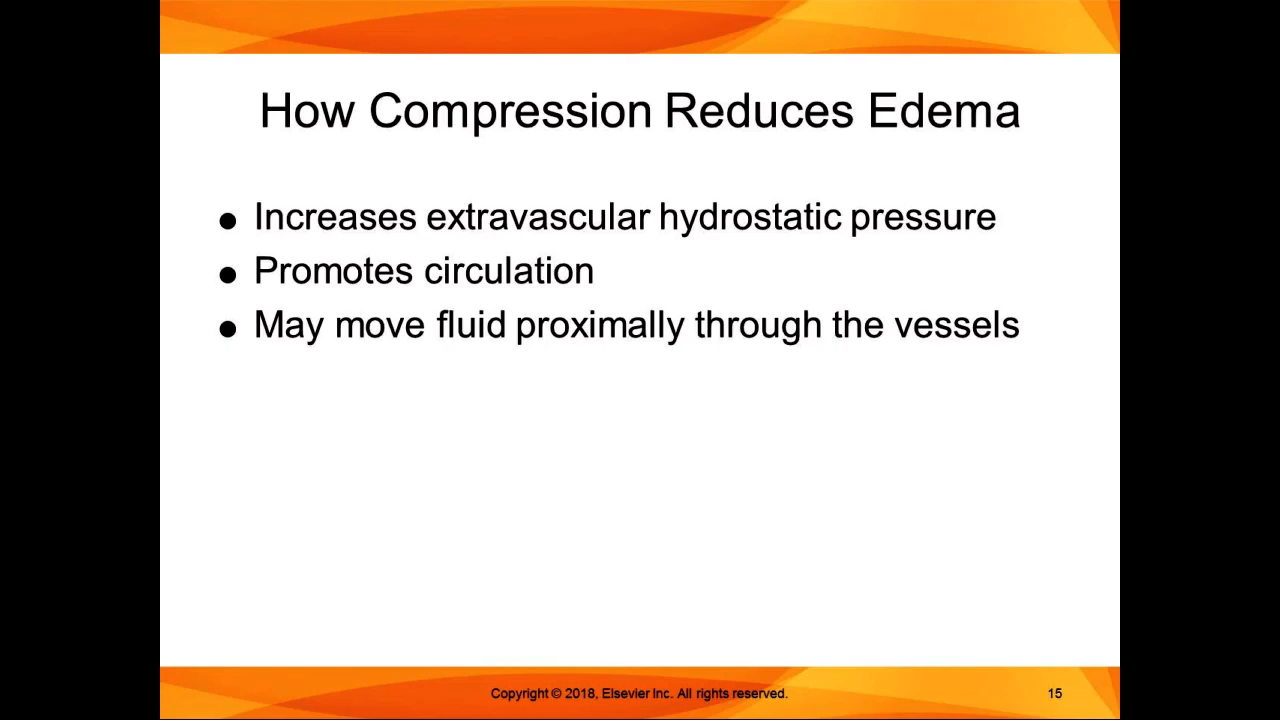 How Compression Reduces Edema
● Increases extravascular hydrostatic pressure
● Promotes circulation
● May move fluid proximally through the vessels
Copyright © 2018, Elsevier Inc. All rights reserved.
15